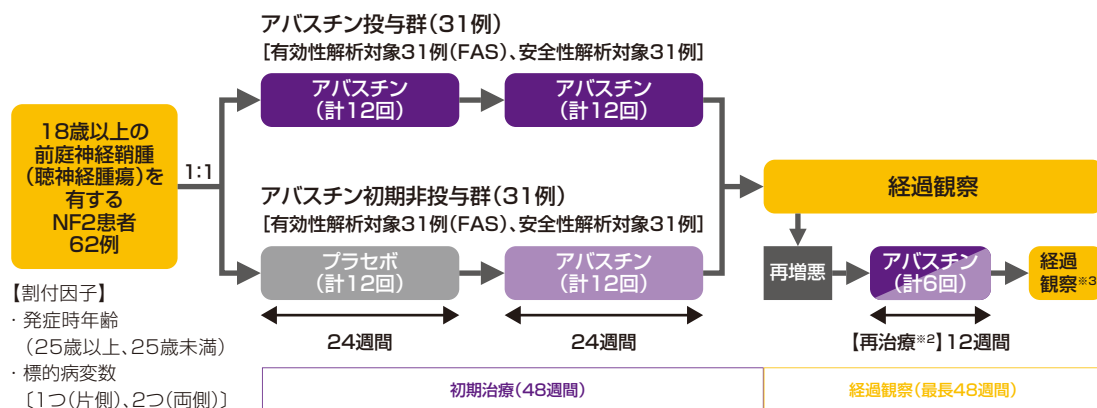 アバスチン投与群(31例)
[有効性解析対象31例(FAS)、安全性解析対象31例]
アバスチン
(計12回)
アバスチン
(計12回)
18歳以上の
前庭神経鞘腫
(聴神経腫瘍)を
有する
NF2患者
62例
1:1
アバスチン初期非投与群(31例)
[有効性解析対象31例(FAS)、安全性解析対象31例]
プラセボ
(計12回)
アバスチン
(計12回)
経過観察
再増悪
アバスチン
(計6回)
経過
観察※3
24週間
24週間
【再治療※2】12週間
【割付因子】
・発症時年齢
(25歳以上、25歳未満)
・標的病変数
〔1つ(片側)、2つ(両側)〕
初期治療(48週間)
経過観察(最長48週間)